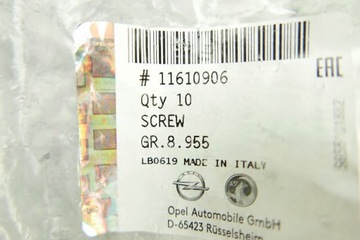 # 11610906
EAC
Qty 10
SCREW
GR.8.955
LB0619 MADE IN ITALY
Opel Automobile GmbH
D-65423 Rüsselsheim